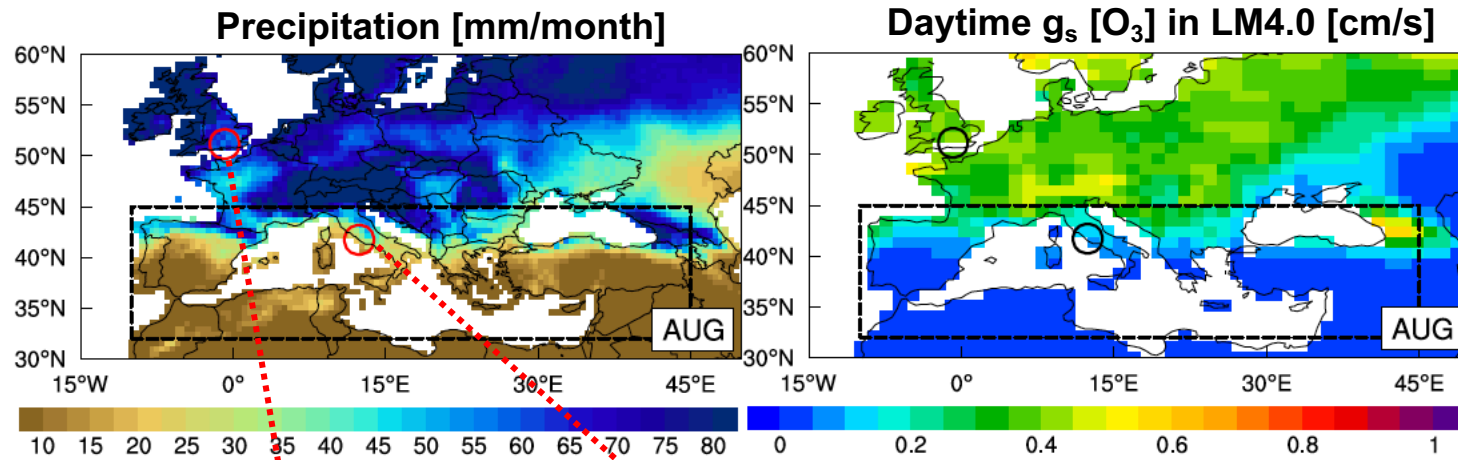 Precipitation [mm/month]
60°N
55°N
50°N
45°N
40°N
35°N
30°N
AUG
15°W 0° 15°E 30°E 45°E
10 15 20 25 30 35 40 45 50 55 60 65 70 75 80
Daytime gs [O3] in LM4.0 [cm/s]
60°N
55°N
50°N
45°N
40°N
35°N
30°N
AUG
15°W 0° 15°E 30°E 45°E
0 0.2 0.4 0.6 0.8 1